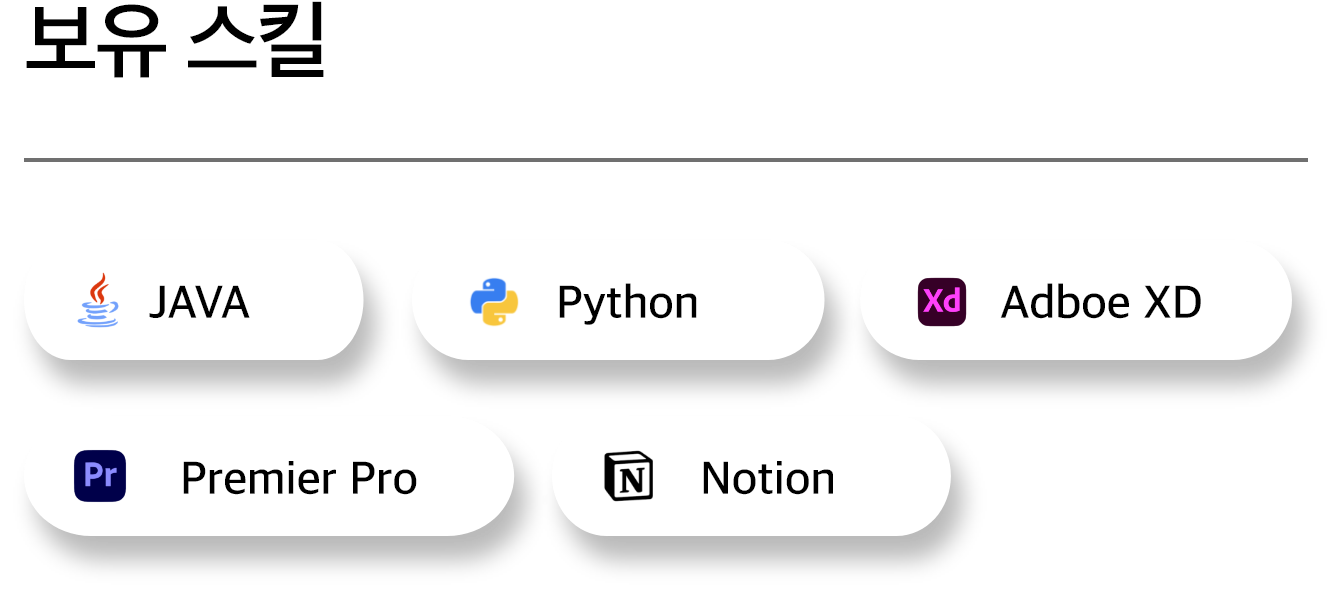 보유 스킬
JAVA
Python
Xd Adboe XD
Pr Premier Pro
N Notion